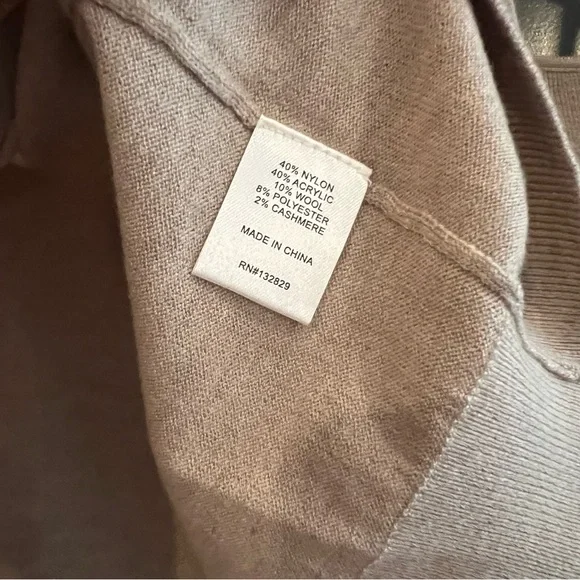 40% NYLON
40% ACRYLIC
10% WOOL
8% POLYESTER
2% CASHMERE
MADE IN CHINA
RN#132829